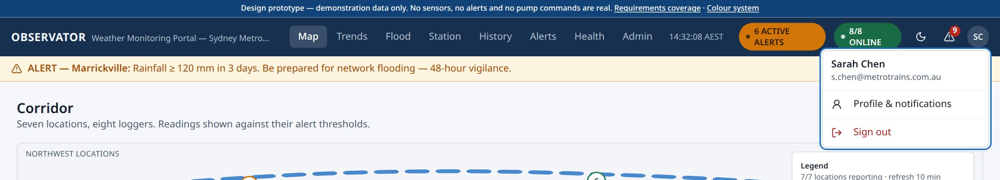 Design prototype — demonstration data only. No sensors, no alerts and no pump commands are real. Requirements coverage · Colour system
OBSERVATOR Weather Monitoring Portal — Sydney Metro... Map Trends Flood Station History Alerts Health Admin 14:32:08 AEST
6 ACTIVE
ALERTS
8/8
ONLINE
9
SC
ALERT — Marrickville: Rainfall ≥ 120 mm in 3 days. Be prepared for network flooding — 48-hour vigilance.
Sarah Chen
s.chen@metrotrains.com.au
Profile & notifications
Sign out
Corridor
Seven locations, eight loggers. Readings shown against their alert thresholds.
NORTHWEST LOCATIONS
Legend
7/7 locations reporting · refresh 10 min